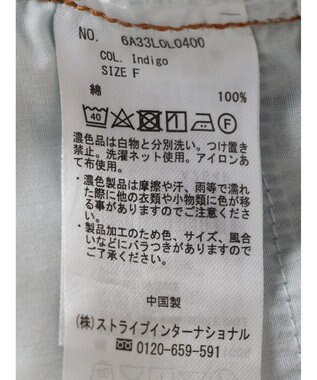 NO. 6A33L0L0400
COL. Indigo
SIZE F
綿 100%
40 F
濃色品は白物と分別洗い。つけ置き
禁止。洗濯ネット使用。アイロンあ
て布使用。
・濃色製品は摩擦や汗、雨等で濡れ
た際に他の衣類や小物類に色が移
る事がありますのでご注意くださ
い。
・製品加工のため色、サイズ、風合
いなどにバラつきがありますので
ご了承ください。
中国製
(株)ストライプインターナショナル
0120-659-591